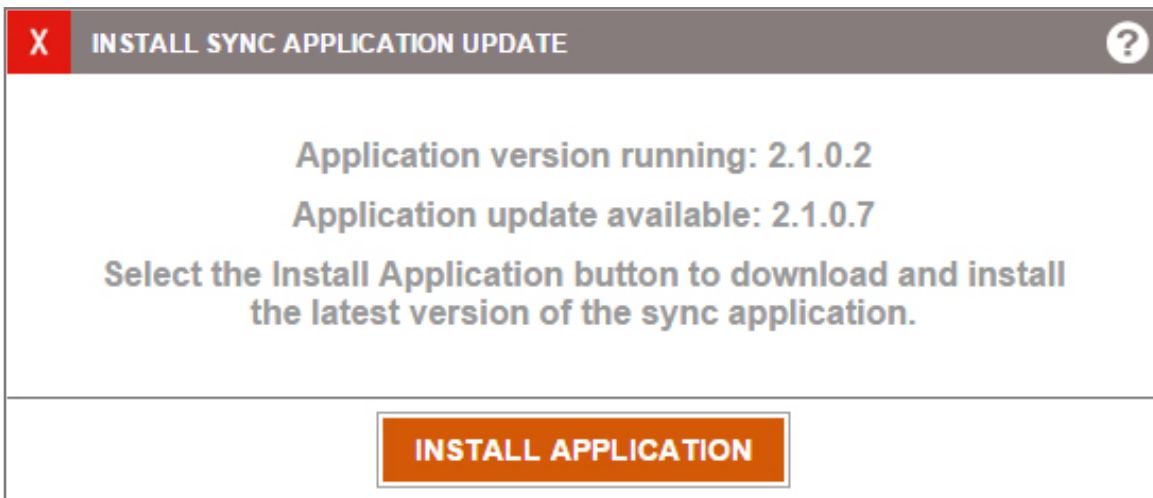 X INSTALL SYNC APPLICATION UPDATE ?
Application version running: 2.1.0.2
Application update available: 2.1.0.7
Select the Install Application button to download and install
the latest version of the sync application.
INSTALL APPLICATION